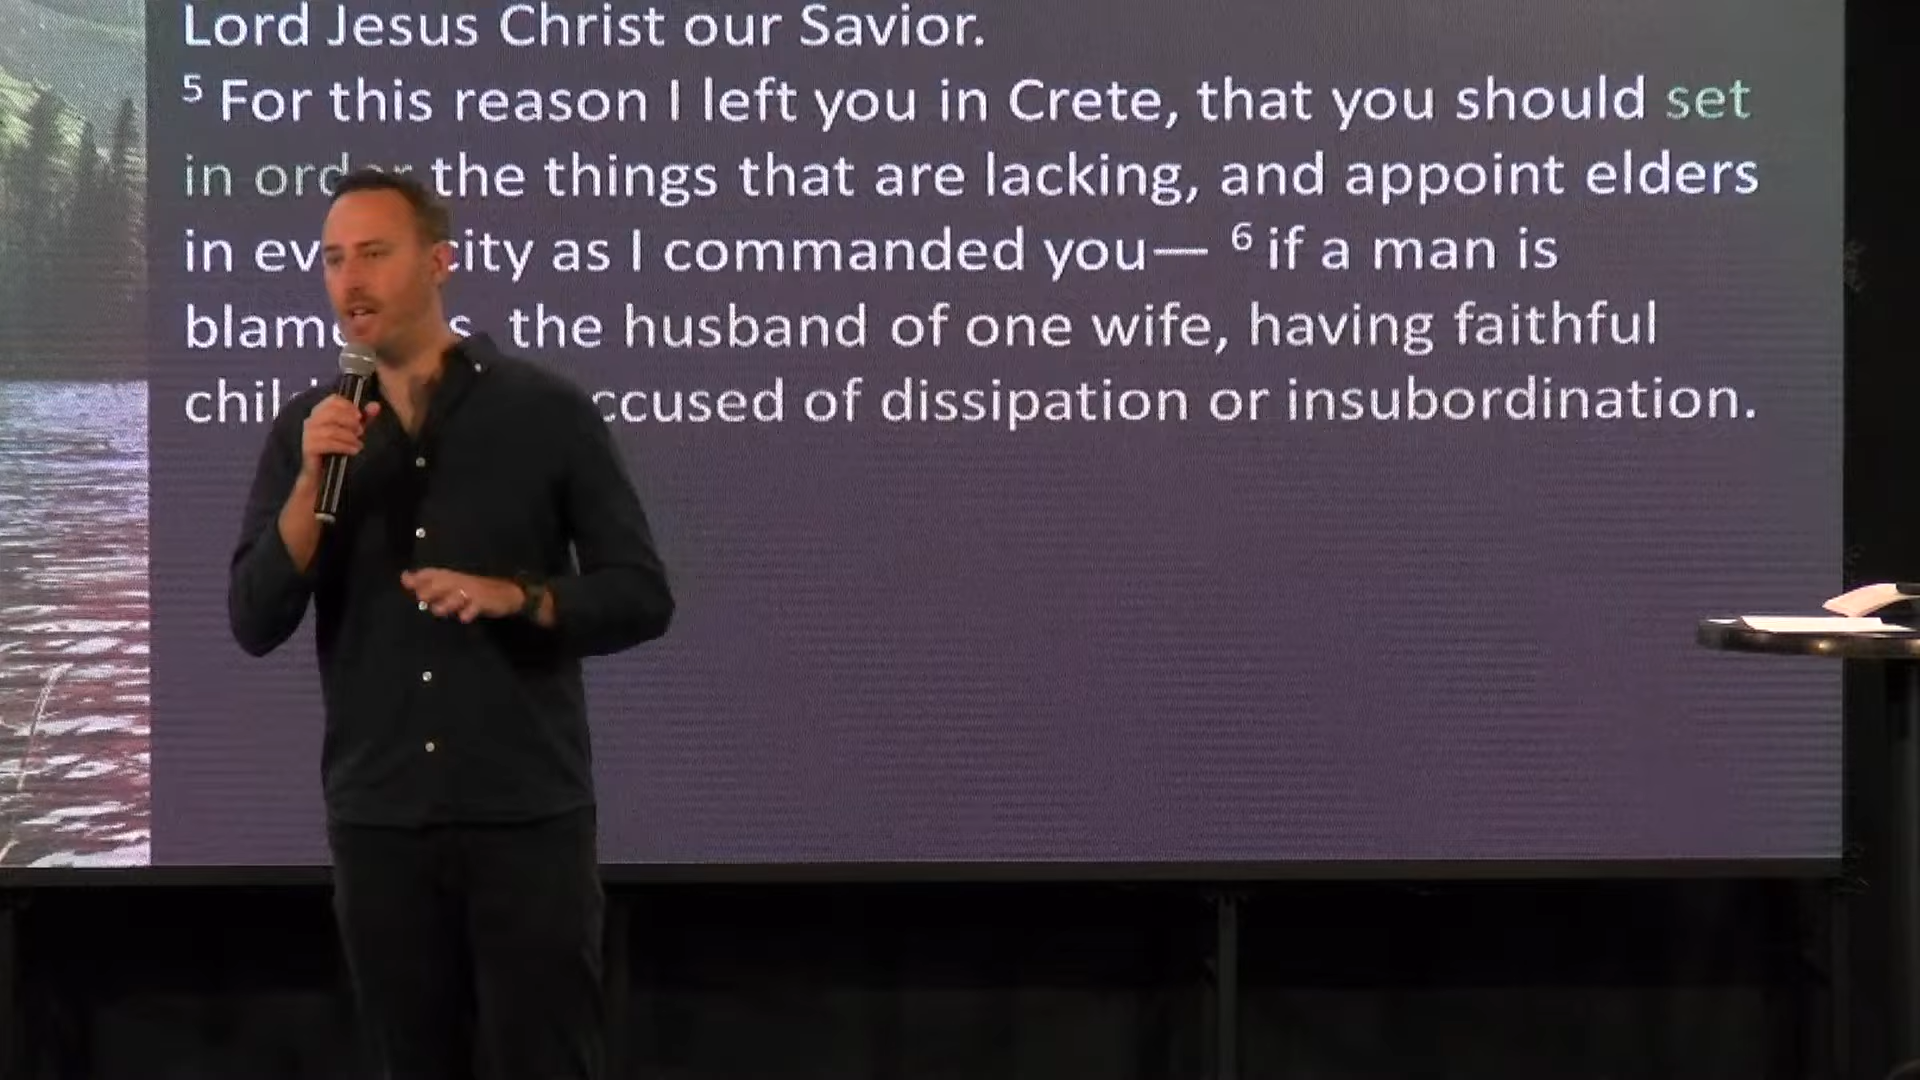 Lord Jesus Christ our Savior.
5 For this reason I left you in Crete, that you should set
in order the things that are lacking, and appoint elders
in city as I commanded you— 6 if a man is
the husband of one wife, having faithful
of dissipation or insubordination.